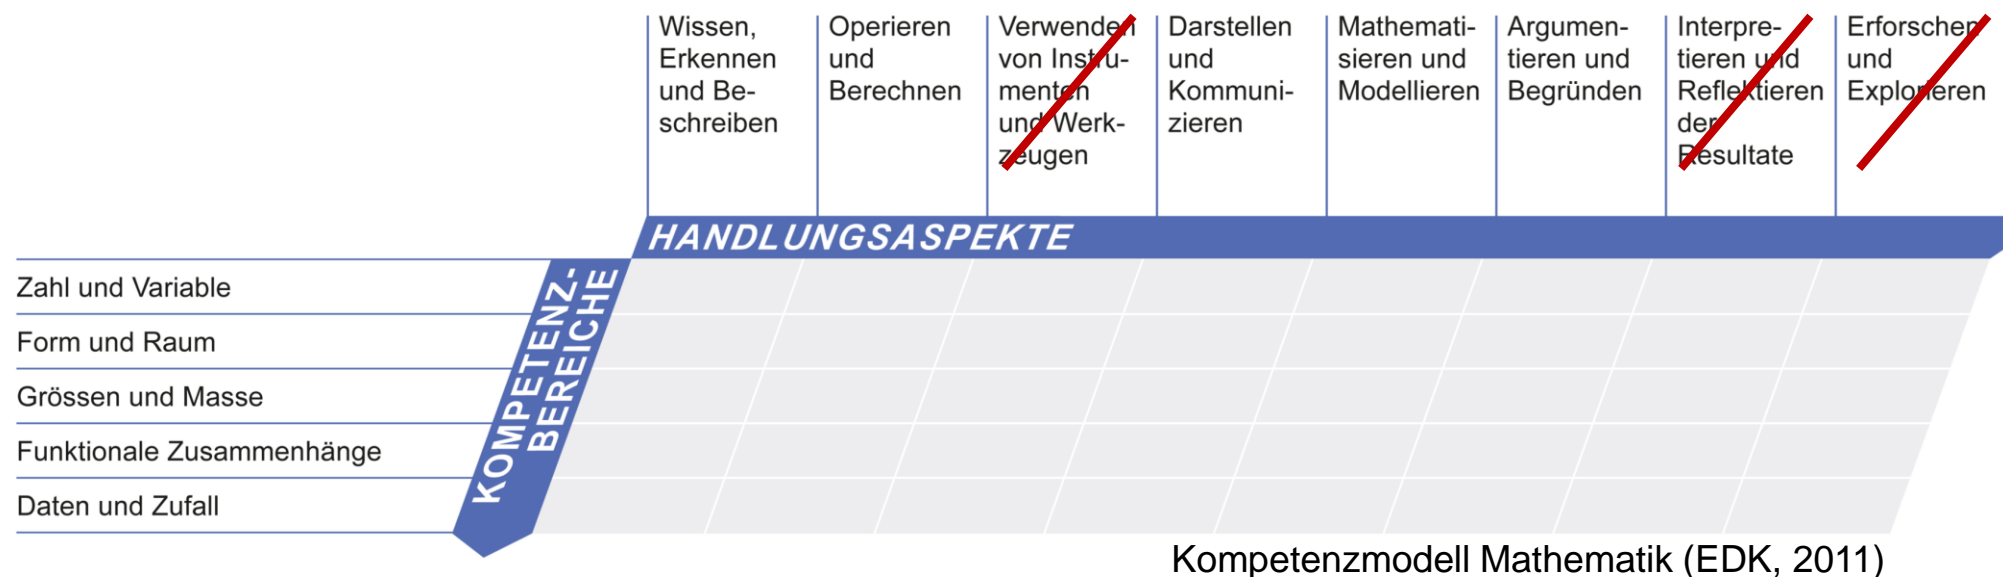 Wissen,
Erkennen
und Be-
schreiben
Operieren
und
Berechnen
Verwenden
von Instru-
menten
und Werk-
zeugen
Darstellen
und
Kommuni-
zieren
Mathemati-
sieren und
Modellieren
Argumen-
tieren und
Begründen
Interpre-
tieren und
Reflektieren
der
Resultate
Erforschen
und
Explorieren
HANDLUNGSASPEKTE
KOMPETENZ-
BEREICHE
Zahl und Variable
Form und Raum
Grössen und Masse
Funktionale Zusammenhänge
Daten und Zufall
Kompetenzmodell Mathematik (EDK, 2011)